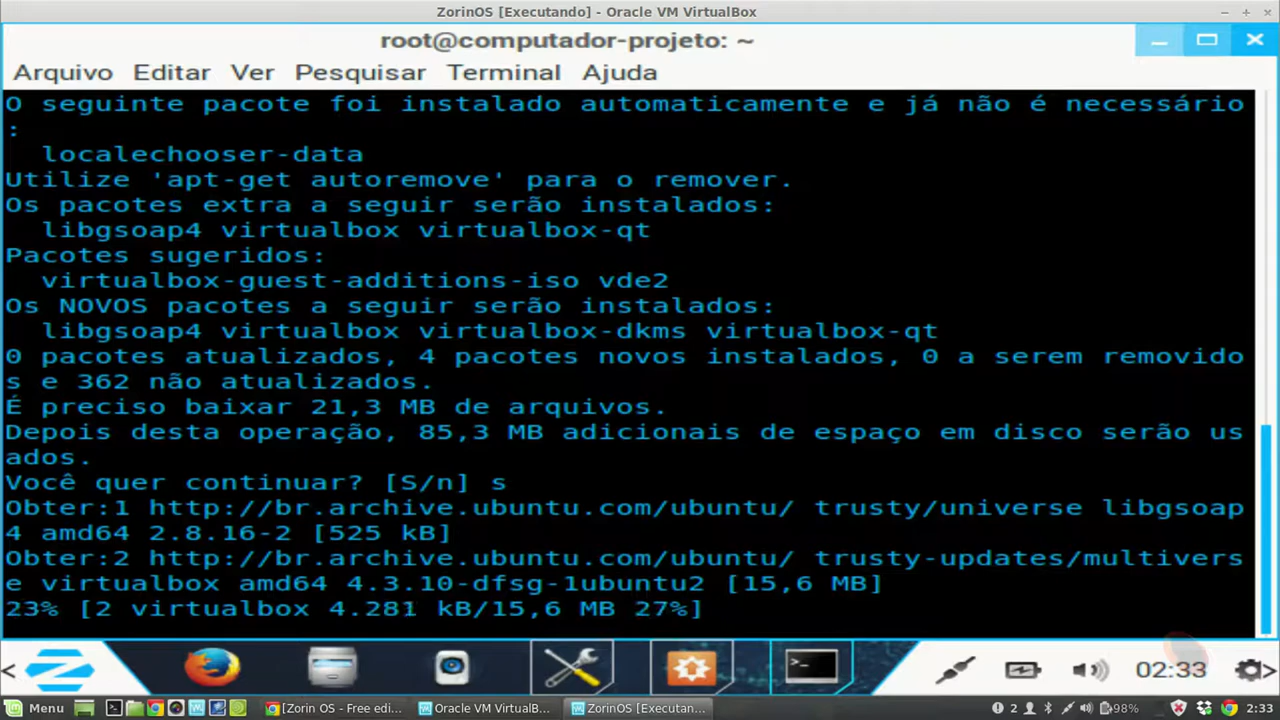 ZorinOS [Executando] - Oracle VM VirtualBox
root@computador-projeto: ~
Arquivo Editar Ver Pesquisar Terminal Ajuda
O seguinte pacote foi instalado automaticamente e já não é necessário
:
localechooser-data
Utilize 'apt-get autoremove' para o remover.
Os pacotes extra a seguir serão instalados:
libgsoap4 virtualbox virtualbox-qt
Pacotes sugeridos:
virtualbox-guest-additions-iso vde2
Os NOVOS pacotes a seguir serão instalados:
libgsoap4 virtualbox virtualbox-dkms virtualbox-qt
0 pacotes atualizados, 4 pacotes novos instalados, 0 a serem removido
s e 362 não atualizados.
É preciso baixar 21,3 MB de arquivos.
Depois desta operação, 85,3 MB adicionais de espaço em disco serão us
ados.
Você quer continuar? [S/n] s
Obter:1 http://br.archive.ubuntu.com/ubuntu/ trusty/universe libgsoap
4 amd64 2.8.16-2 [525 kB]
Obter:2 http://br.archive.ubuntu.com/ubuntu/ trusty-updates/multivers
e virtualbox amd64 4.3.10-dfsg-1ubuntu2 [15,6 MB]
23% [2 virtualbox 4.281 kB/15,6 MB 27%]
02:33
Menu [Zorin OS - Free edi... Oracle VM VirtualB... ZorinOS [Executan... 2 98% 2:33